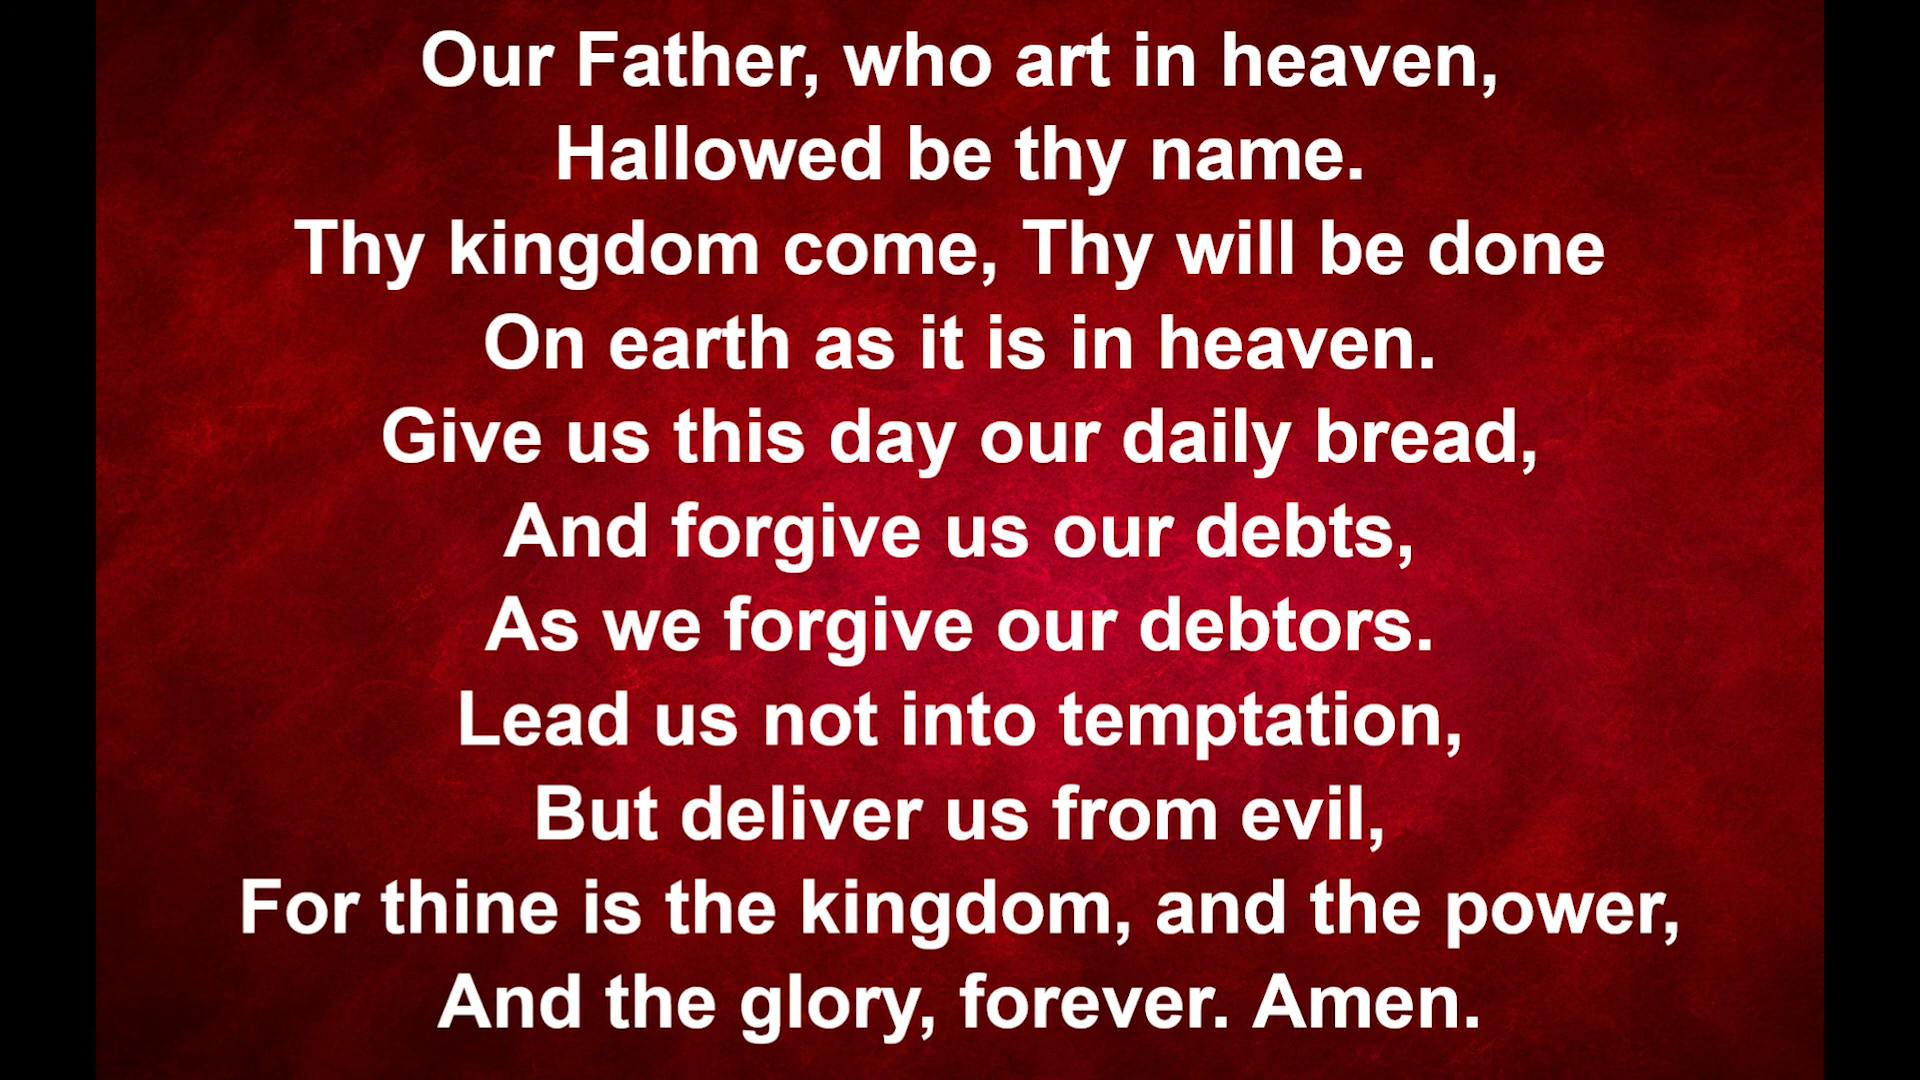 Our Father, who art in heaven,
Hallowed be thy name.
Thy kingdom come, Thy will be done
On earth as it is in heaven.
Give us this day our daily bread,
And forgive us our debts,
As we forgive our debtors.
Lead us not into temptation,
But deliver us from evil,
For thine is the kingdom, and the power,
And the glory, forever. Amen.